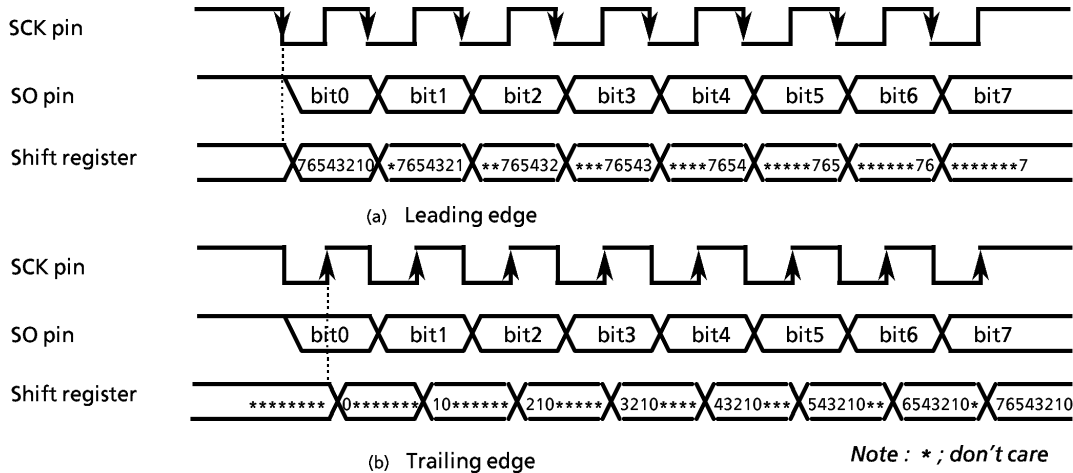 SCK pin
SO pin bit0 bit1 bit2 bit3 bit4 bit5 bit6 bit7
Shift register 76543210 *7654321 **765432 ***76543 ****7654 *****765 ******76 *******7
(a) Leading edge
SCK pin
SO pin bit0 bit1 bit2 bit3 bit4 bit5 bit6 bit7
Shift register ******** 0******* 10****** 210***** 3210**** 43210*** 543210** 6543210* 76543210
(b) Trailing edge
Note : * ; don't care